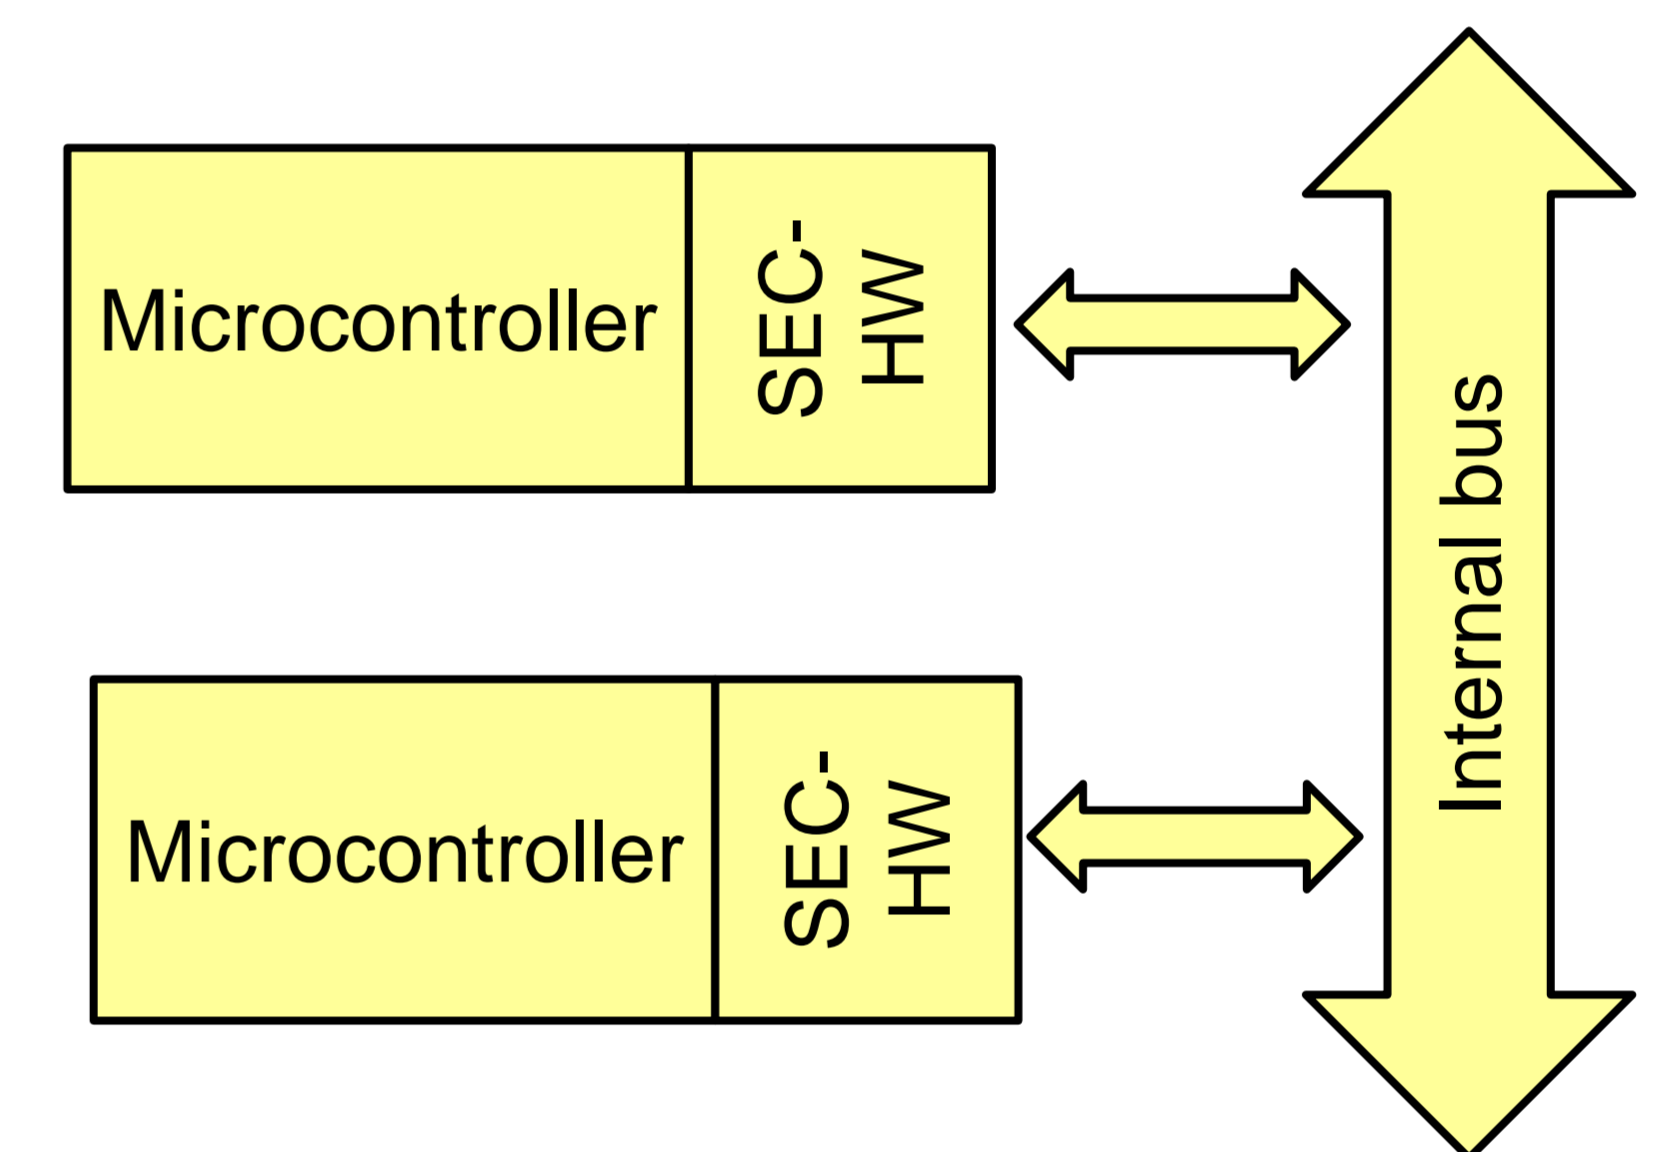 Microcontroller
SEC-
HW
Microcontroller
SEC-
HW
Internal bus